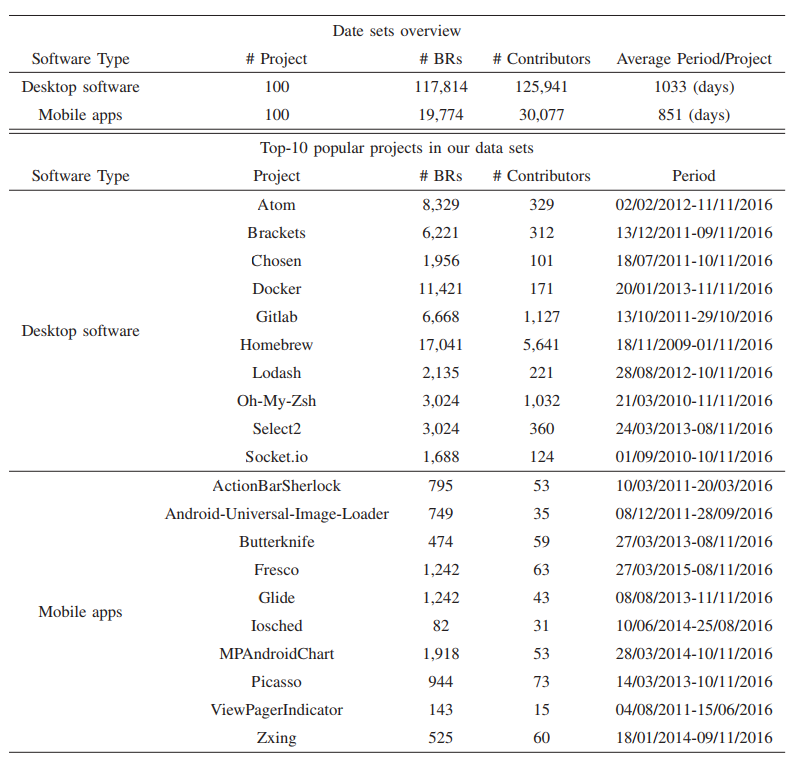 Date sets overview
Software Type # Project # BRs # Contributors Average Period/Project
Desktop software 100 117,814 125,941 1033 (days)
Mobile apps 100 19,774 30,077 851 (days)
Top-10 popular projects in our data sets
Software Type Project # BRs # Contributors Period
Atom 8,329 329 02/02/2012-11/11/2016
Brackets 6,221 312 13/12/2011-09/11/2016
Chosen 1,956 101 18/07/2011-10/11/2016
Docker 11,421 171 20/01/2013-11/11/2016
Gitlab 6,668 1,127 13/10/2011-29/10/2016
Desktop software
Homebrew 17,041 5,641 18/11/2009-01/11/2016
Lodash 2,135 221 28/08/2012-10/11/2016
Oh-My-Zsh 3,024 1,032 21/03/2010-11/11/2016
Select2 3,024 360 24/03/2013-08/11/2016
Socket.io 1,688 124 01/09/2010-10/11/2016
ActionBarSherlock 795 53 10/03/2011-20/03/2016
Android-Universal-Image-Loader 749 35 08/12/2011-28/09/2016
Butterknife 474 59 27/03/2013-08/11/2016
Fresco 1,242 63 27/03/2015-08/11/2016
Glide 1,242 43 08/08/2013-11/11/2016
Mobile apps
Iosched 82 31 10/06/2014-25/08/2016
MPAndroidChart 1,918 53 28/03/2014-10/11/2016
Picasso 944 73 14/03/2013-10/11/2016
ViewPagerIndicator 143 15 04/08/2011-15/06/2016
Zxing 525 60 18/01/2014-09/11/2016